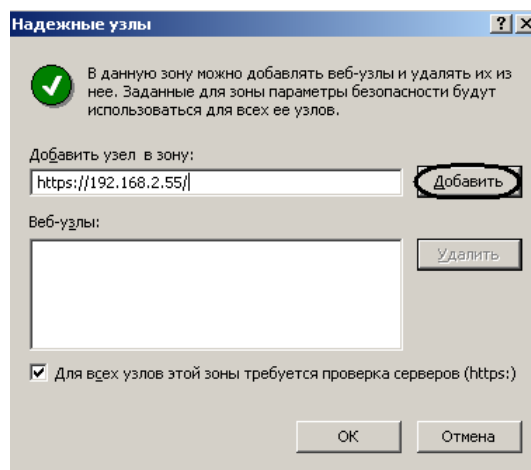 Надежные узлы
В данную зону можно добавлять веб-узлы и удалять их из
нее. Заданные для зоны параметры безопасности будут
использоваться для всех ее узлов.
Добавить узел в зону:
https://192.168.2.55/
Добавить
Веб-узлы:
Удалить
Для всех узлов этой зоны требуется проверка серверов (https:)
ОК
Отмена